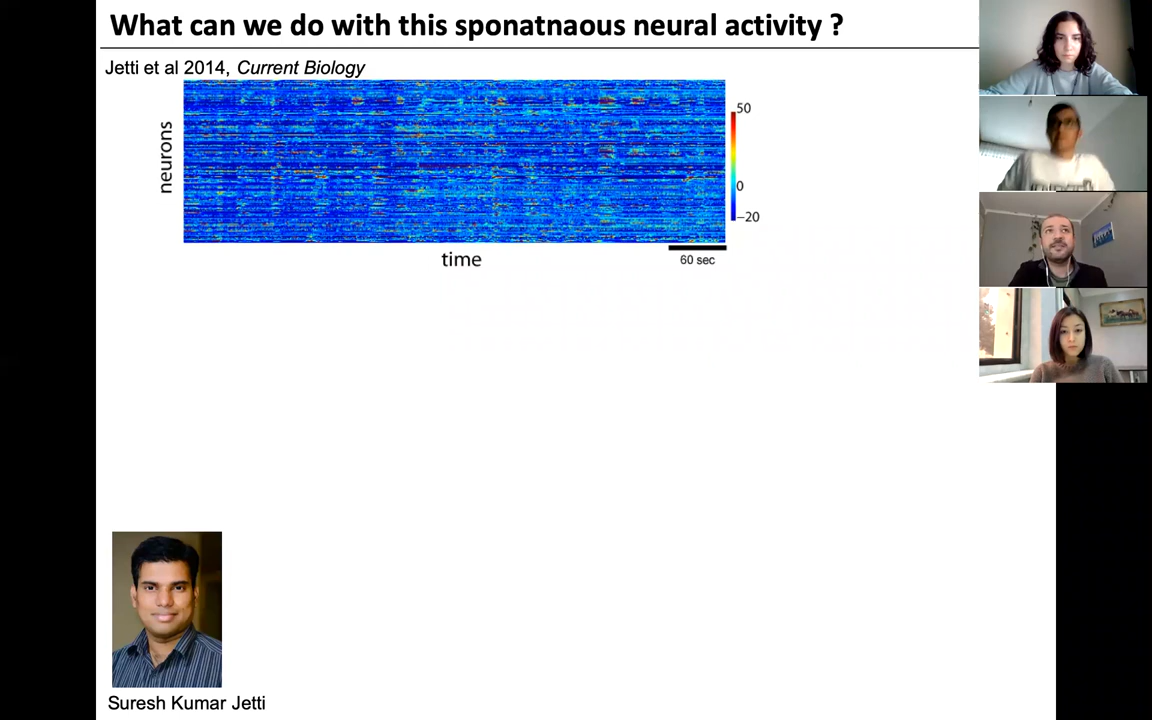 What can we do with this sponatnaous neural activity ?
Jetti et al 2014, Current Biology
neurons
50
0
−20
time
60 sec
Suresh Kumar Jetti